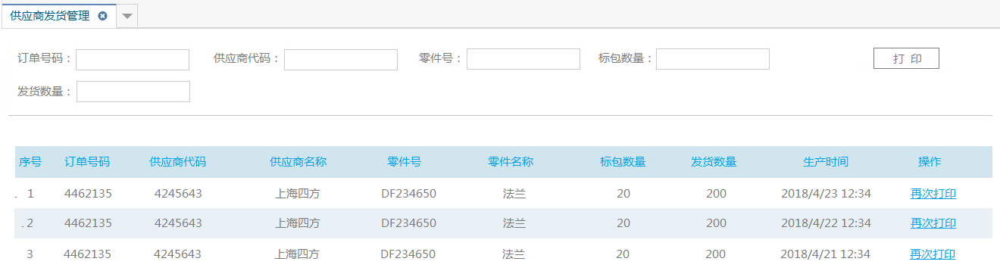 供应商发货管理
订单号码： 供应商代码： 零件号： 标包数量： 打 印
发货数量：
序号 订单号码 供应商代码 供应商名称 零件号 零件名称 标包数量 发货数量 生产时间 操作
. 1 4462135 4245643 上海四方 DF234650 法兰 20 200 2018/4/23 12:34 再次打印
. 2 4462135 4245643 上海四方 DF234650 法兰 20 200 2018/4/22 12:34 再次打印
3 4462135 4245643 上海四方 DF234650 法兰 20 200 2018/4/21 12:34 再次打印